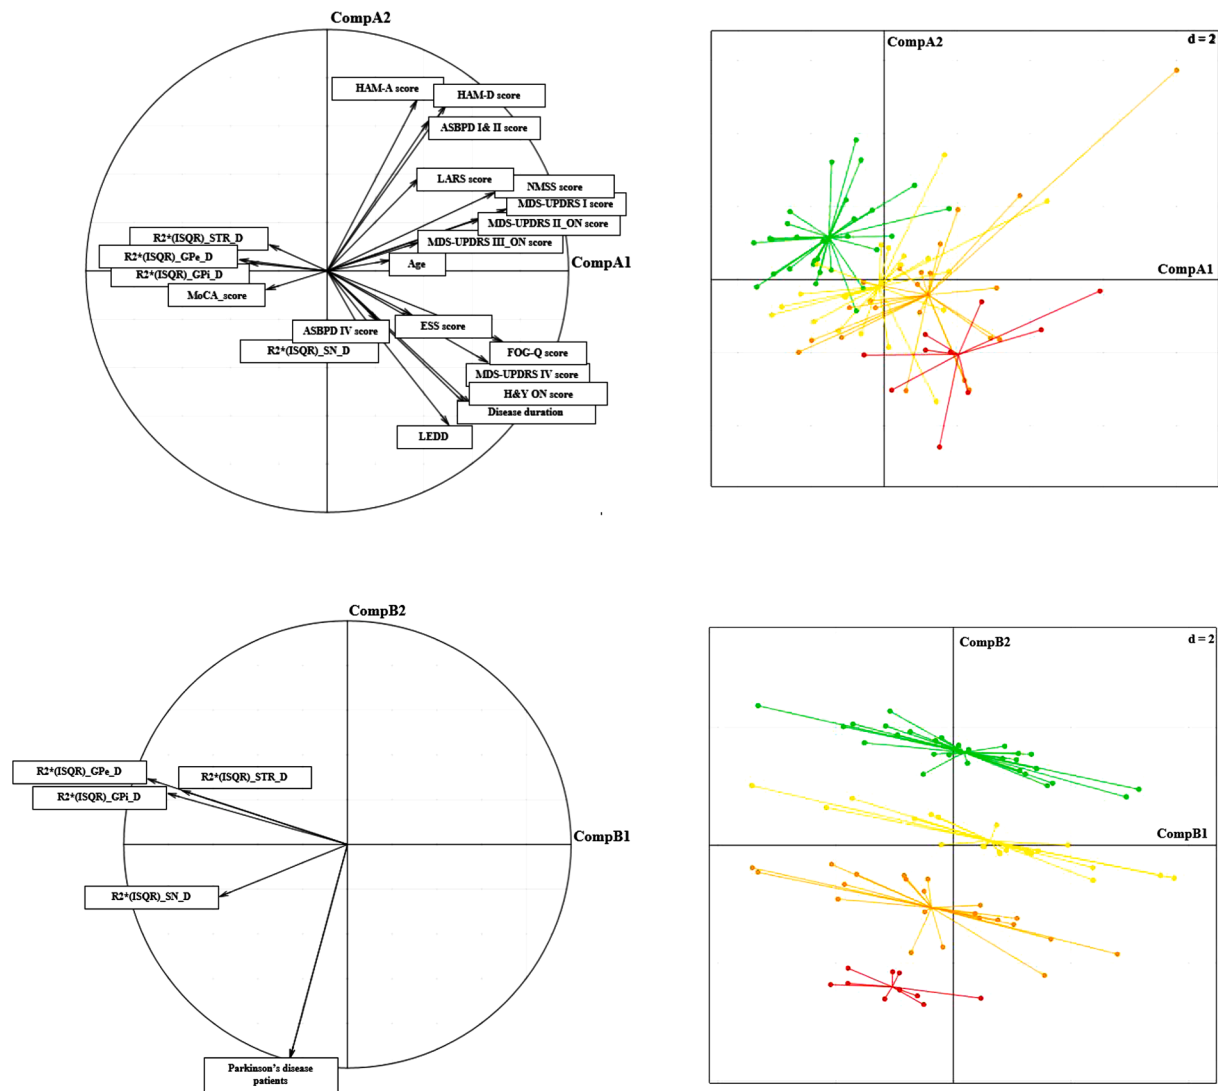 CompA2
HAM-A score
HAM-D score
ASBPD I& II score
LARS score
NMSS score
MDS-UPDRS I score
MDS-UPDRS II_ON score
MDS-UPDRS III_ON score
R2*(ISQR)_STR_D
R2*(ISQR)_GPe_D
R2*(ISQR)_GPi_D
Age
CompA1
MoCA_score
ASBPD IV score
ESS score
R2*(ISQR)_SN_D
FOG-Q score
MDS-UPDRS IV score
H&Y ON score
Disease duration
LEDD
CompA2
d = 2
CompA1
CompB2
R2*(ISQR)_GPe_D
R2*(ISQR)_STR_D
R2*(ISQR)_GPi_D
CompB1
R2*(ISQR)_SN_D
Parkinson's disease
patients
CompB2
d = 2
CompB1